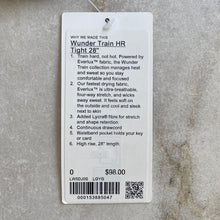 WHY WE MADE THIS
Wunder Train HR
Tight 28"
1. Train hard, not hot. Powered by
Everlux™ fabric, the Wunder
Train collection manages heat
and sweat so you stay
comfortable and focused
2. Our fastest-drying fabric,
Everlux™ is ultra-breathable,
four-way stretch, and wicks
away sweat. It feels soft on
the outside and cool and sleek
next to skin
3. Added Lycra® fibre for stretch
and shape retention
4. Continuous drawcord
5. Waistband pocket holds your key
or card
6. High rise, 28" length
0 $98.00